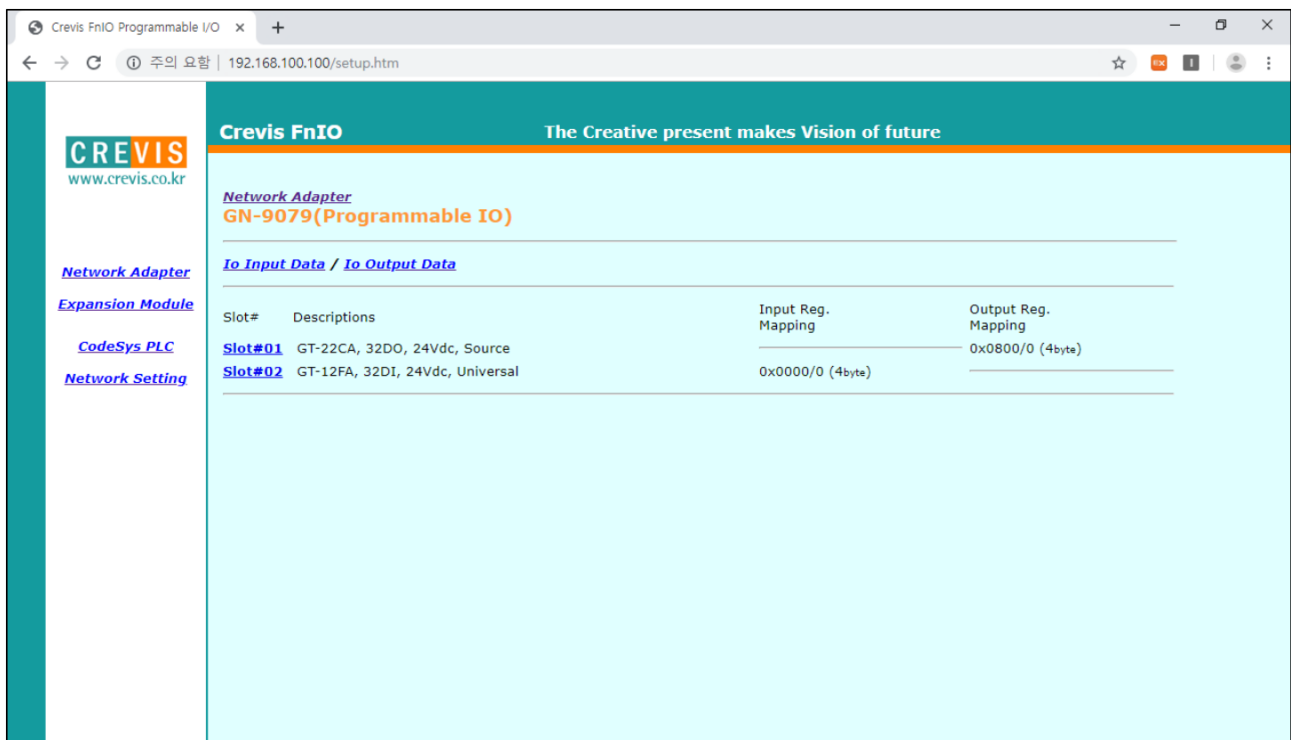 Crevis FnIO Programmable I/O
주의 요함 | 192.168.100.100/setup.htm
EX
CREVIS
www.crevis.co.kr
Network Adapter
Expansion Module
CodeSys PLC
Network Setting
Crevis FnIO The Creative present makes Vision of future
Network Adapter
GN-9079(Programmable IO)
Io Input Data / Io Output Data
Slot# Descriptions Input Reg. Mapping Output Reg. Mapping
Slot#01 GT-22CA, 32DO, 24Vdc, Source 0x0800/0 (4byte)
Slot#02 GT-12FA, 32DI, 24Vdc, Universal 0x0000/0 (4byte)